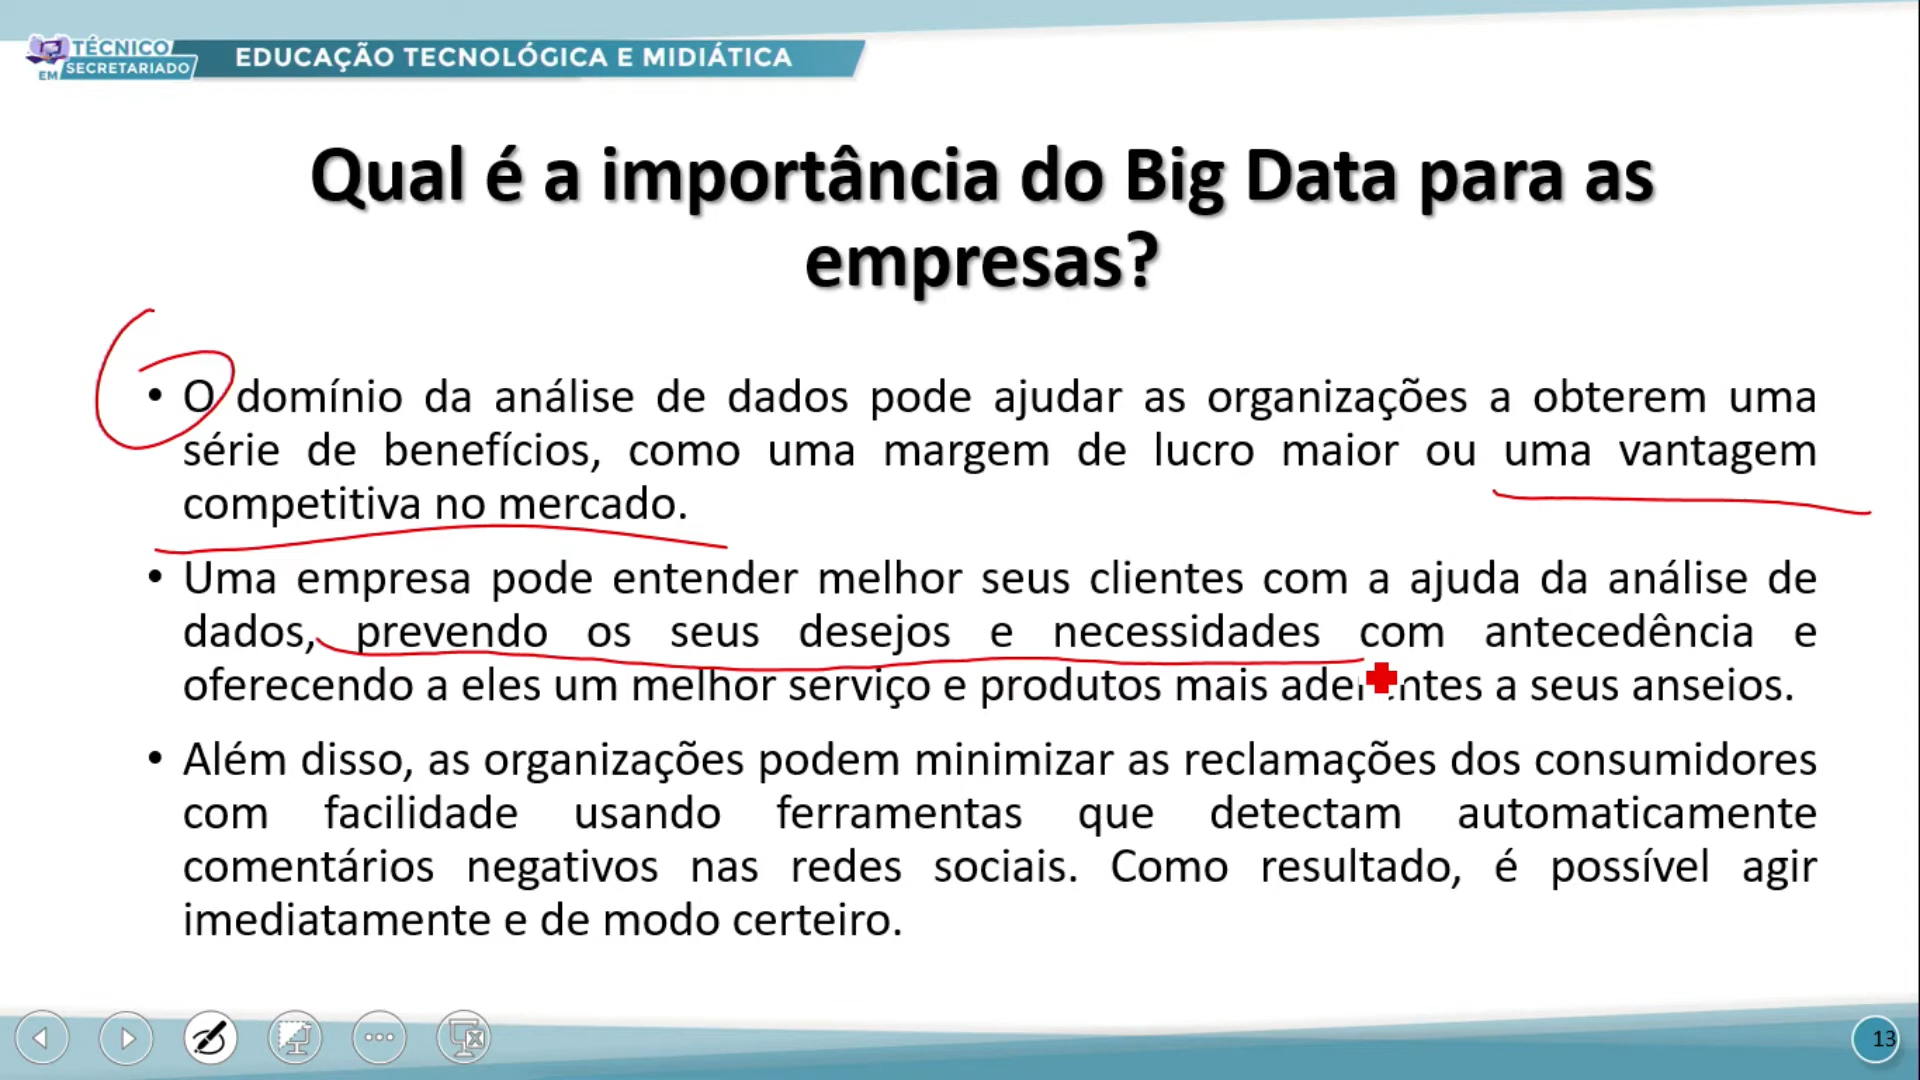 TÉCNICO
EM SECRETARIADO
EDUCAÇÃO TECNOLÓGICA E MIDIÁTICA
Qual é a importância do Big Data para as
empresas?
• O domínio da análise de dados pode ajudar as organizações a obterem uma
série de benefícios, como uma margem de lucro maior ou uma vantagem
competitiva no mercado.
• Uma empresa pode entender melhor seus clientes com a ajuda da análise de
dados, prevendo os seus desejos e necessidades com antecedência e
oferecendo a eles um melhor serviço e produtos mais aderentes a seus anseios.
• Além disso, as organizações podem minimizar as reclamações dos consumidores
com facilidade usando ferramentas que detectam automaticamente
comentários negativos nas redes sociais. Como resultado, é possível agir
imediatamente e de modo certeiro.
13